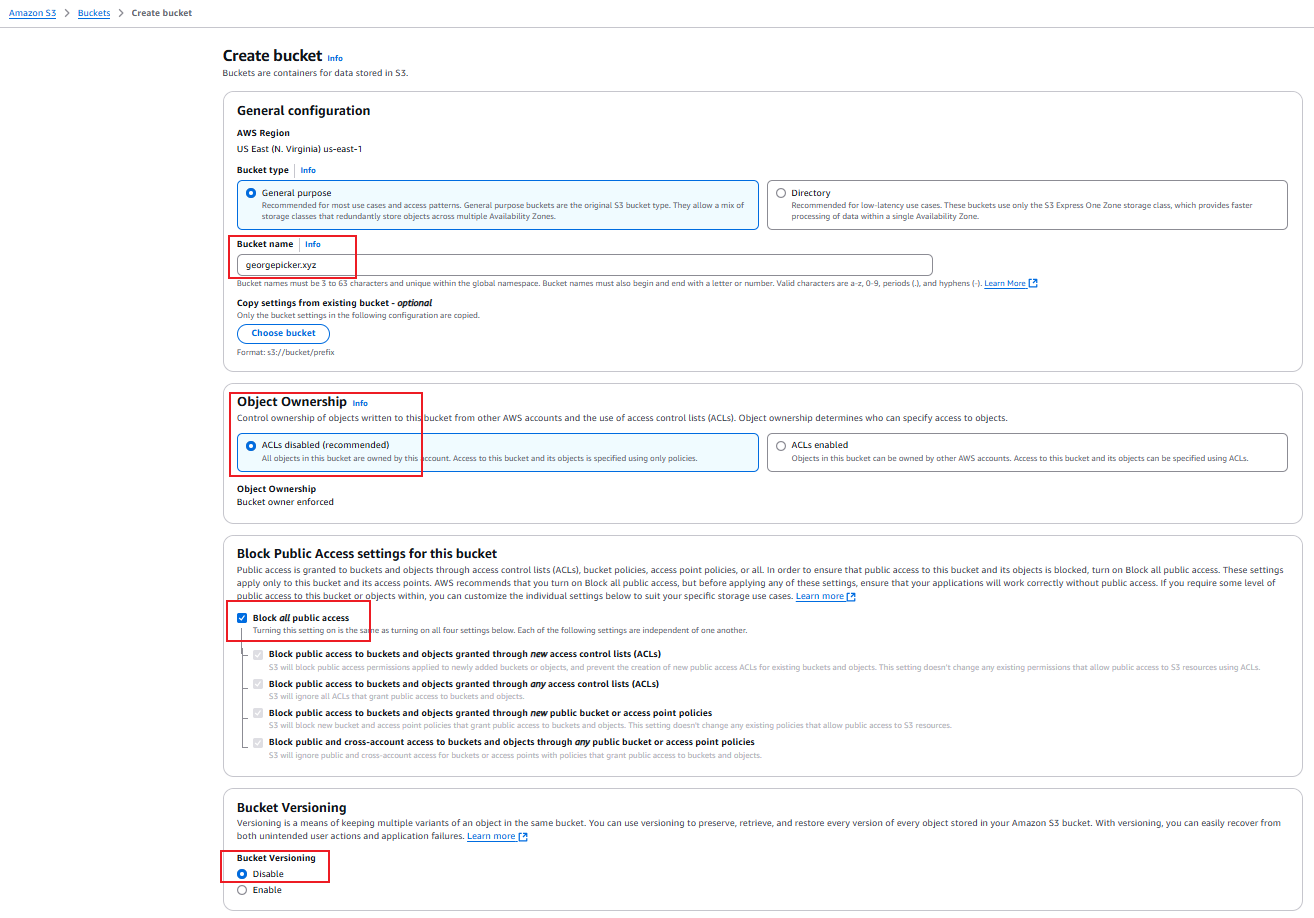 Amazon S3 > Buckets > Create bucket
Create bucket Info
Buckets are containers for data stored in S3.
General configuration
AWS Region
US East (N. Virginia) us-east-1
Bucket type Info
General purpose
Recommended for most use cases and access patterns. General purpose buckets are the original S3 bucket type. They allow a mix of
storage classes that redundantly store objects across multiple Availability Zones.
Directory
Recommended for low-latency use cases. These buckets use only the S3 Express One Zone storage class, which provides faster
processing of data within a single Availability Zone.
Bucket name Info
georgepicker.xyz
Bucket names must be 3 to 63 characters and unique within the global namespace. Bucket names must also begin and end with a letter or number. Valid characters are a-z, 0-9, periods (.), and hyphens (-). Learn More
Copy settings from existing bucket - optional
Only the bucket settings in the following configuration are copied.
Choose bucket
Format: s3://bucket/prefix
Object Ownership Info
Control ownership of objects written to this bucket from other AWS accounts and the use of access control lists (ACLs). Object ownership determines who can specify access to objects.
ACLs disabled (recommended)
All objects in this bucket are owned by this account. Access to this bucket and its objects is specified using only policies.
ACLs enabled
Objects in this bucket can be owned by other AWS accounts. Access to this bucket and its objects can be specified using ACLs.
Object Ownership
Bucket owner enforced
Block Public Access settings for this bucket
Public access is granted to buckets and objects through access control lists (ACLs), bucket policies, access point policies, or all. In order to ensure that public access to this bucket and its objects is blocked, turn on Block all public access. These settings
apply only to this bucket and its access points. AWS recommends that you turn on Block all public access, but before applying any of these settings, ensure that your applications will work correctly without public access. If you require some level of
public access to this bucket or objects within, you can customize the individual settings below to suit your specific storage use cases. Learn more
Block all public access
Turning this setting on is the same as turning on all four settings below. Each of the following settings are independent of one another.
Block public access to buckets and objects granted through new access control lists (ACLs)
S3 will block public access permissions applied to newly added buckets or objects, and prevent the creation of new public access ACLs for existing buckets and objects. This setting doesn't change any existing permissions that allow public access to S3 resources using ACLs.
Block public access to buckets and objects granted through any access control lists (ACLs)
S3 will ignore all ACLs that grant public access to buckets and objects.
Block public access to buckets and objects granted through new public bucket or access point policies
S3 will block new bucket and access point policies that grant public access to buckets and objects. This setting doesn't change any existing policies that allow public access to S3 resources.
Block public and cross-account access to buckets and objects through any public bucket or access point policies
S3 will ignore public and cross-account access for buckets or access points with policies that grant public access to buckets and objects.
Bucket Versioning
Versioning is a means of keeping multiple variants of an object in the same bucket. You can use versioning to preserve, retrieve, and restore every version of every object stored in your Amazon S3 bucket. With versioning, you can easily recover from
both unintended user actions and application failures. Learn more
Bucket Versioning
Disable
Enable